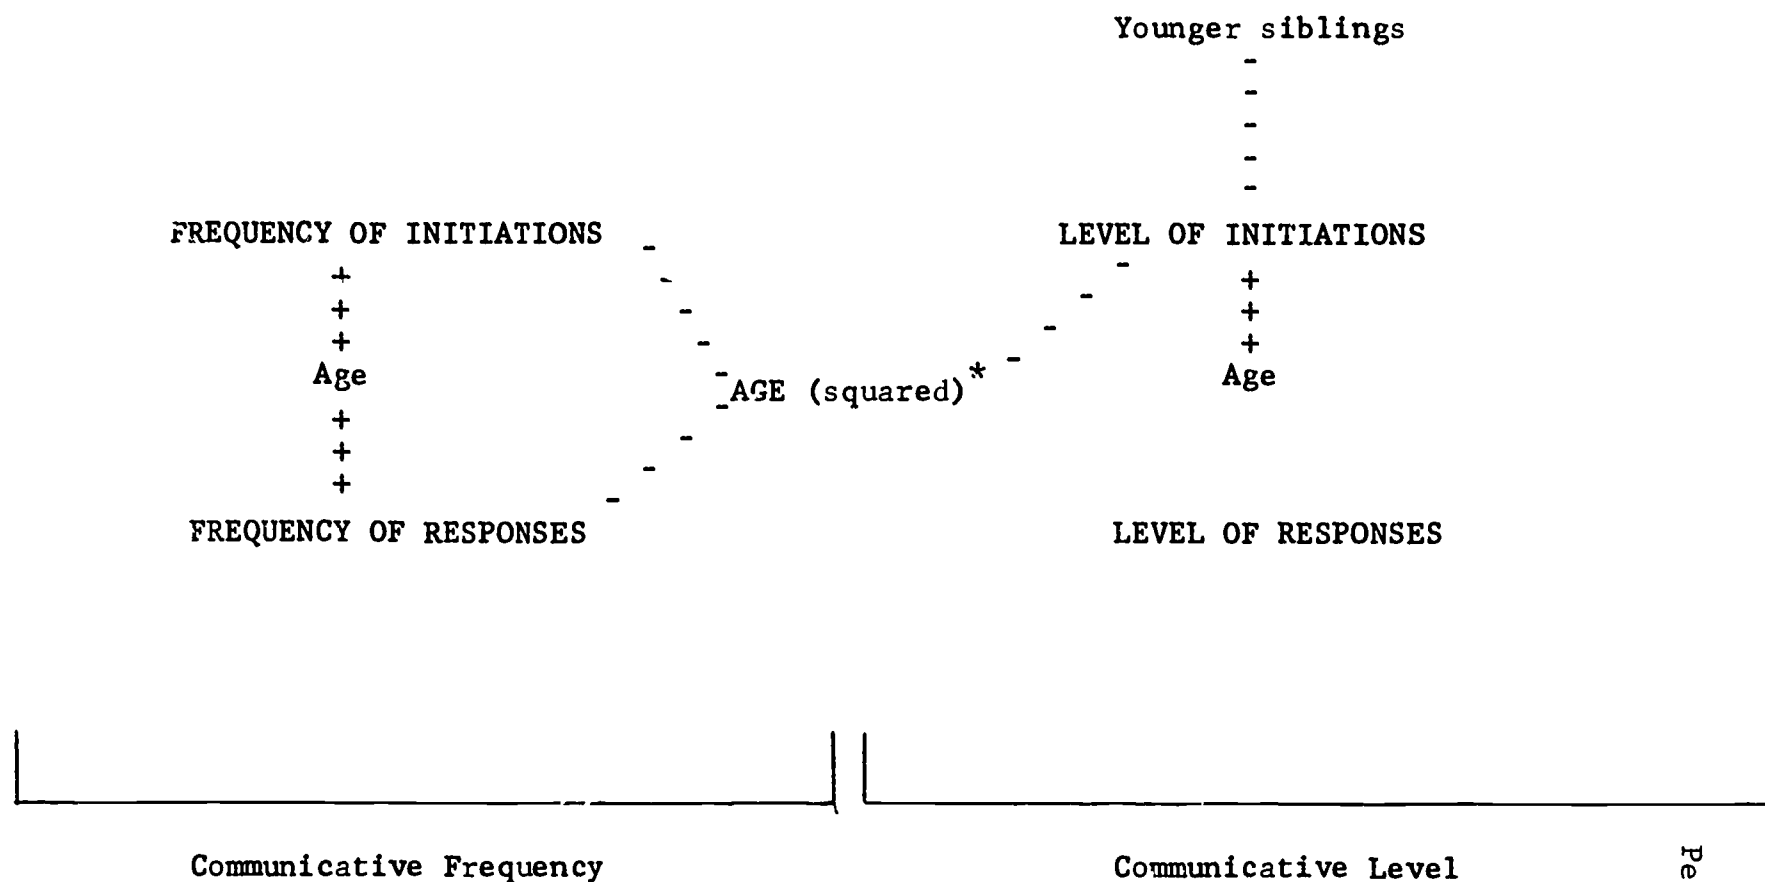 Younger siblings
FREQUENCY OF INITIATIONS
LEVEL OF INITIATIONS
Age
AGE (squared)*
Age
FREQUENCY OF RESPONSES
LEVEL OF RESPONSES
Communicative Frequency
Communicative Level
Pe